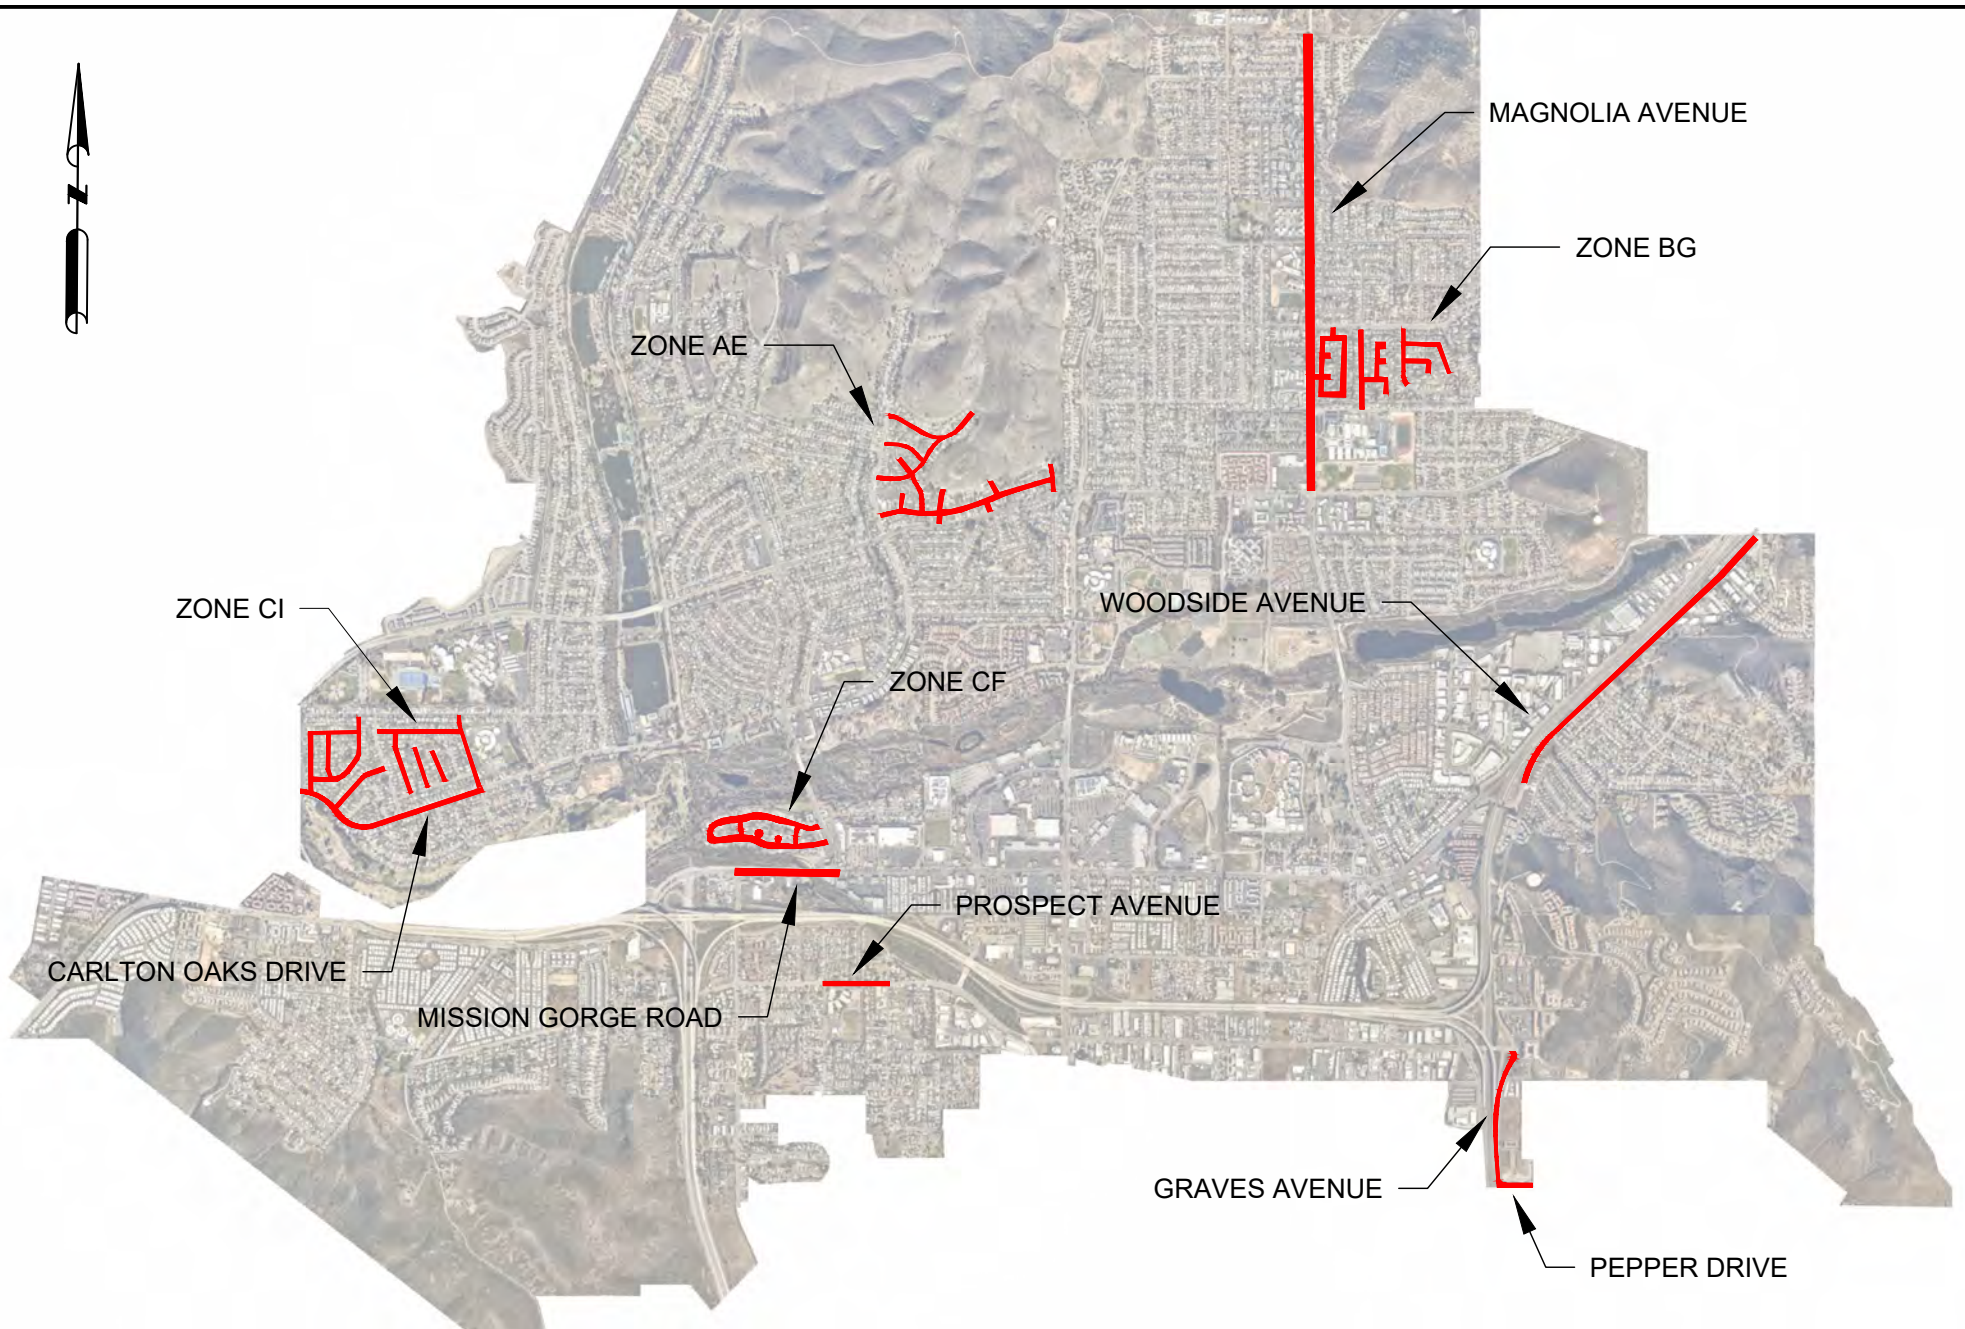 MAGNOLIA AVENUE
ZONE BG
ZONE AE
ZONE CI
WOODSIDE AVENUE
ZONE CF
PROSPECT AVENUE
CARLTON OAKS DRIVE
MISSION GORGE ROAD
GRAVES AVENUE
PEPPER DRIVE
N